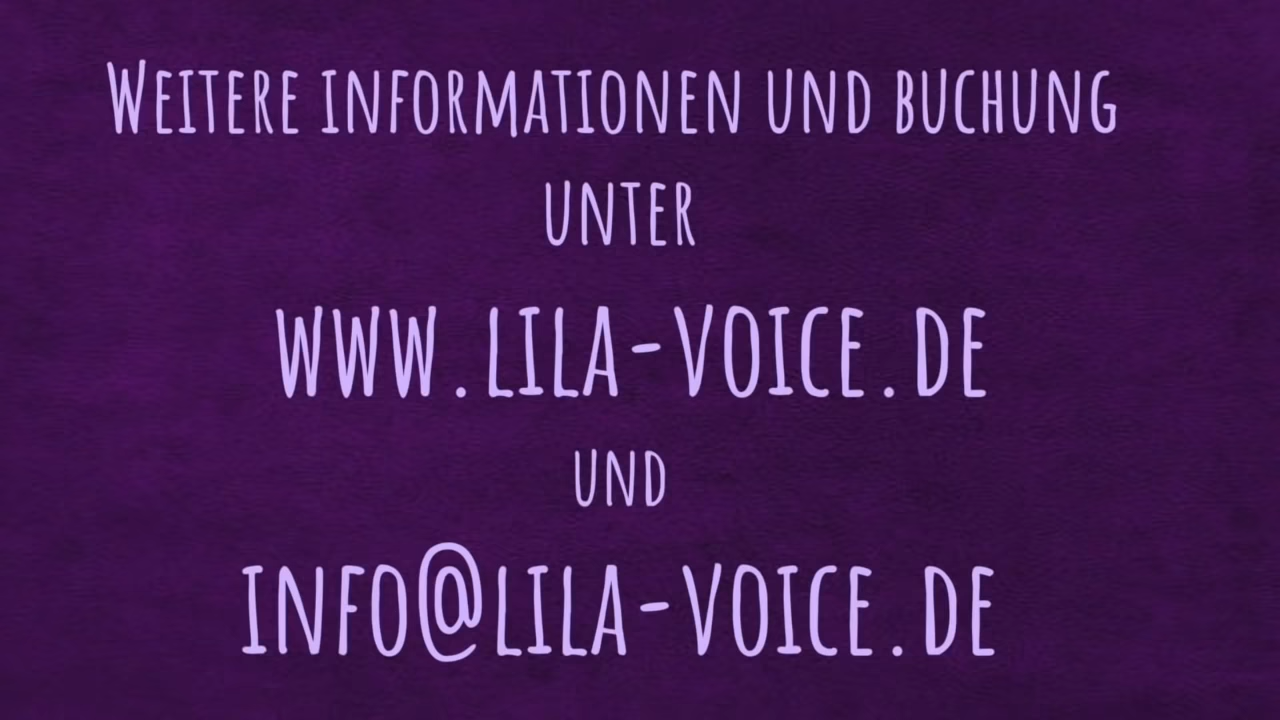 Weitere informationen und buchung
unter
www.lila-voice.de
und
info@lila-voice.de